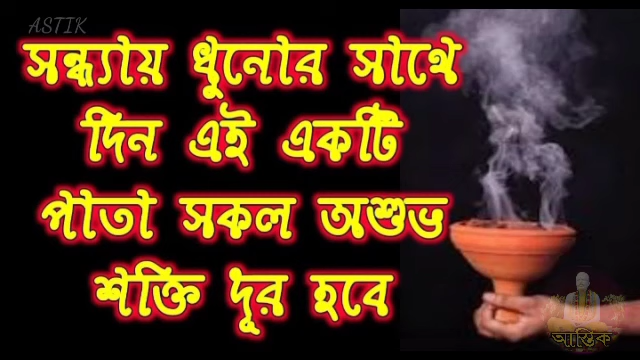 ASTIK
সন্ধ্যায় ধুনোর সাথে
দিন এই একটি
পাতা সকল অশুভ
শক্তি দূর হবে
আস্তিক